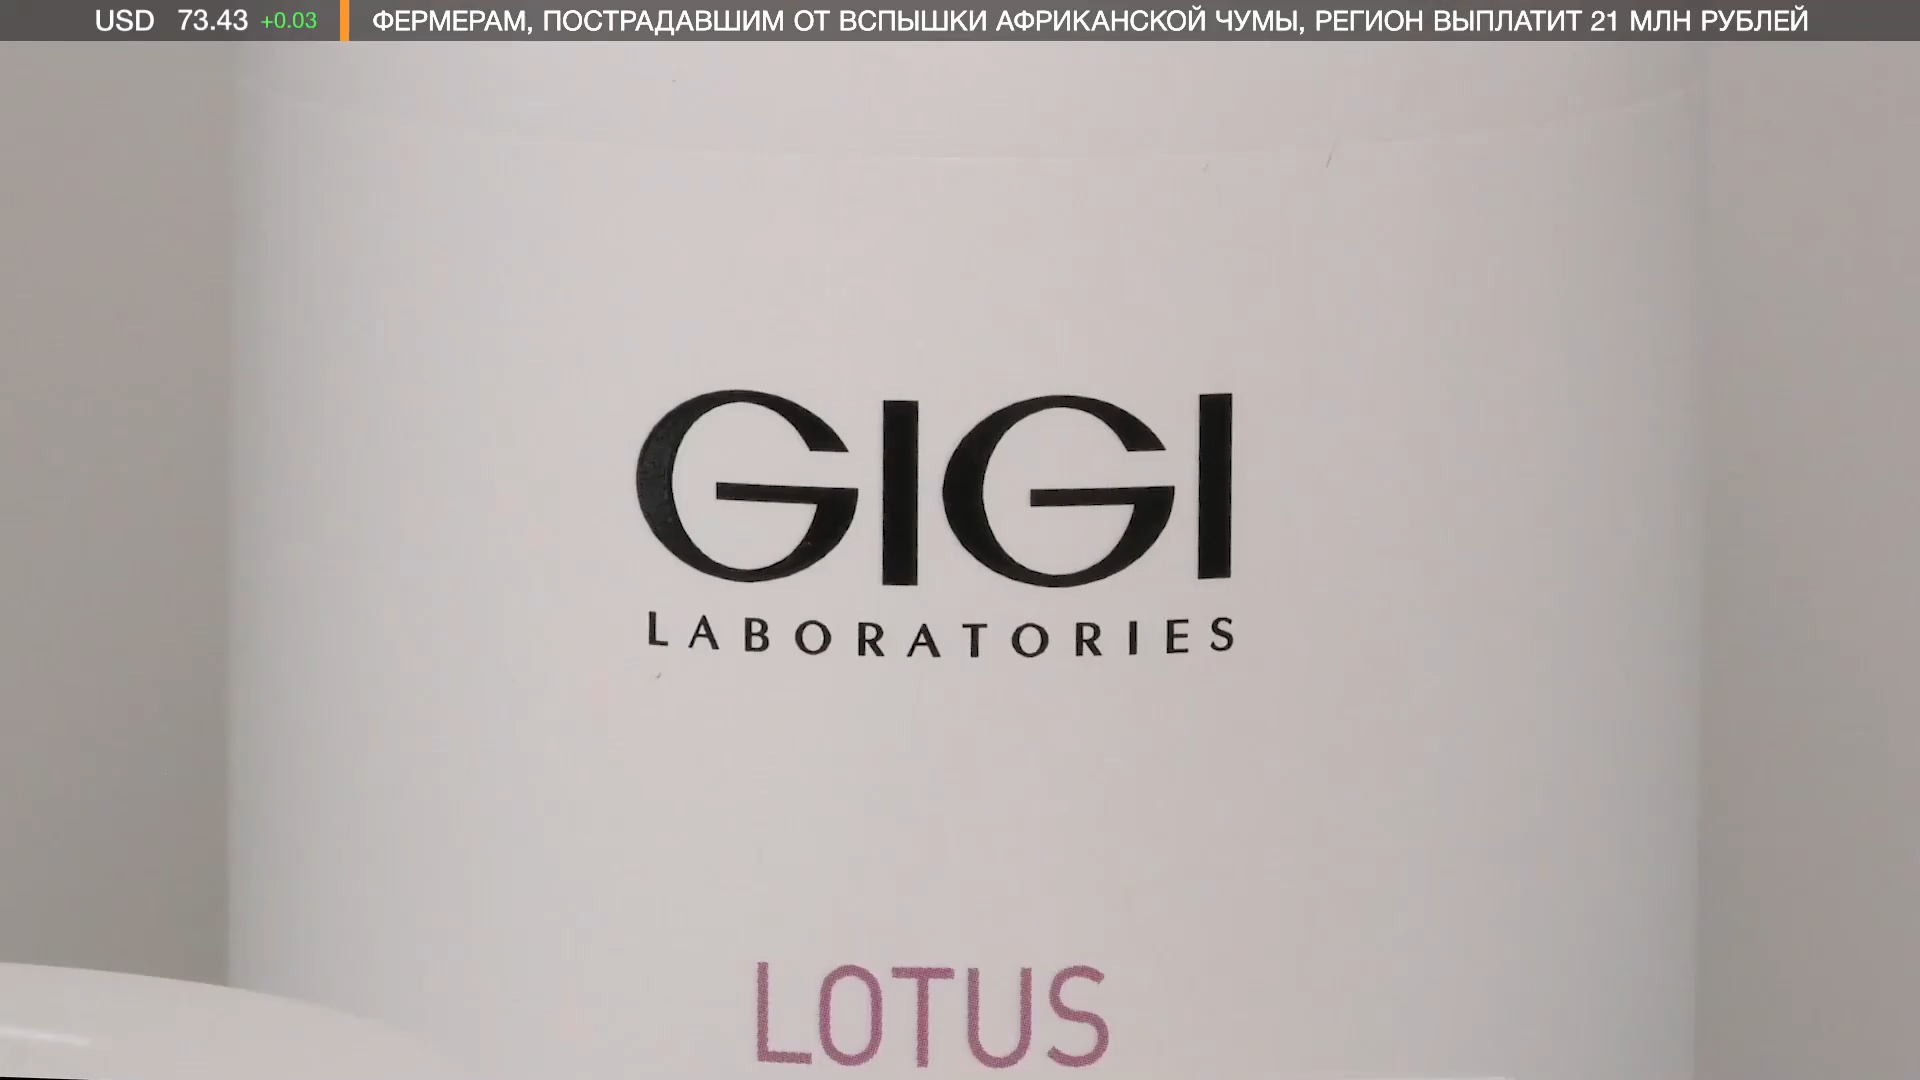 USD 73.43 +0.03 ФЕРМЕРАМ, ПОСТРАДАВШИМ ОТ ВСПЫШКИ АФРИКАНСКОЙ ЧУМЫ, РЕГИОН ВЫПЛАТИТ 21 МЛН РУБЛЕЙ
GIGI
LABORATORIES
LOTUS